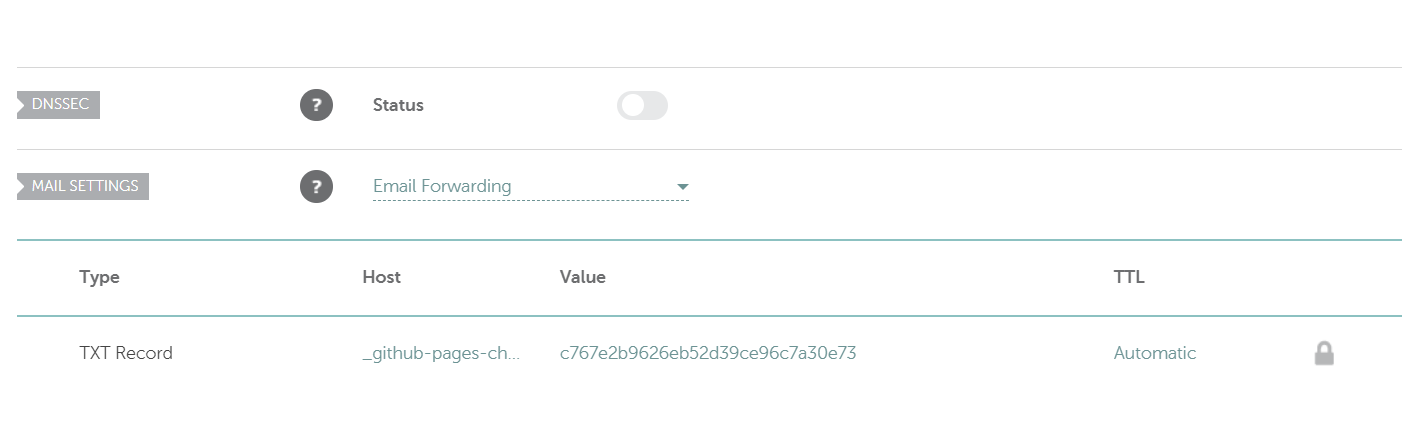 DNSSEC ? Status
MAIL SETTINGS ? Email Forwarding
Type Host Value TTL
TXT Record _github-pages-ch... c767e2b9626eb52d39ce96c7a30e73 Automatic